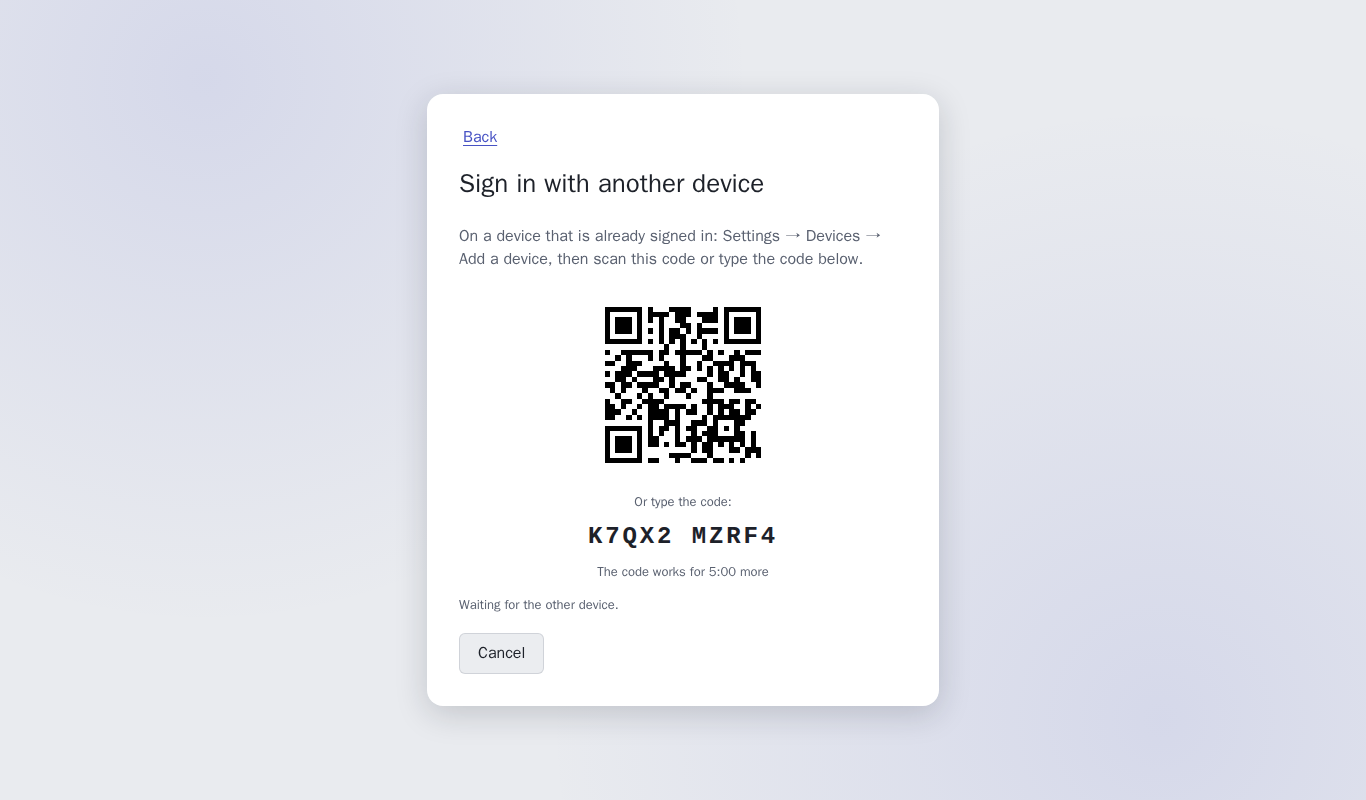 Back
Sign in with another device
On a device that is already signed in: Settings → Devices →
Add a device, then scan this code or type the code below.
Or type the code:
K7QX2 MZRF4
The code works for 5:00 more
Waiting for the other device.
Cancel